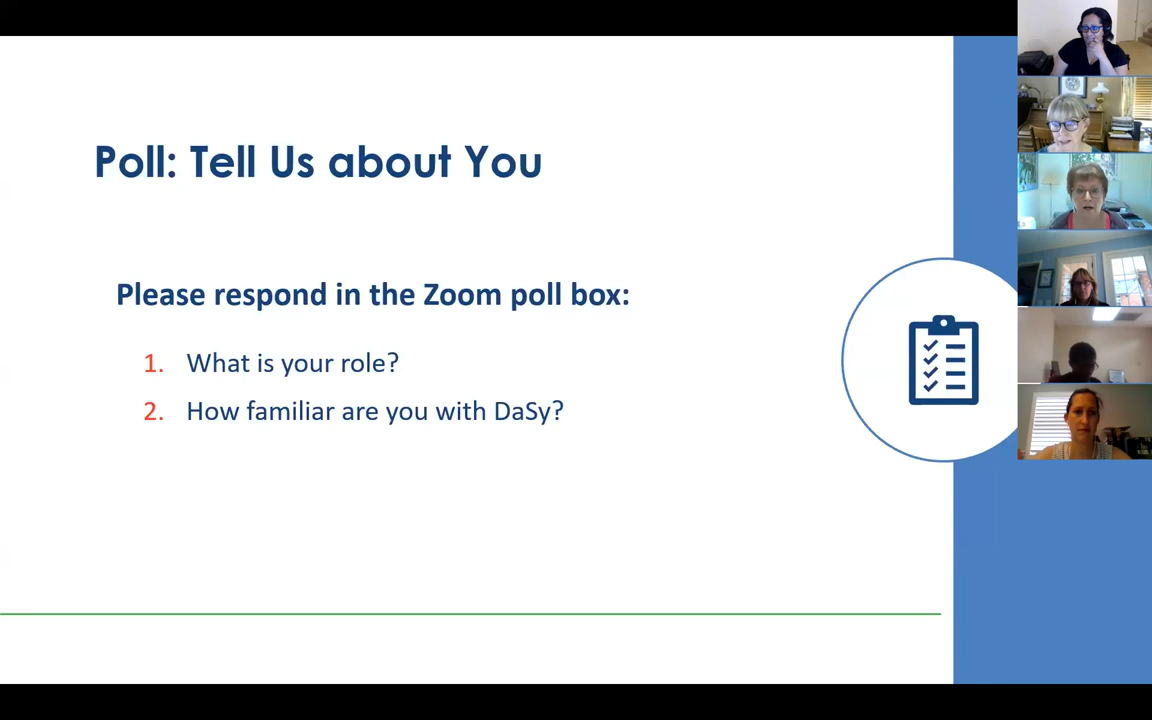 Poll: Tell Us about You
Please respond in the Zoom poll box:
1. What is your role?
2. How familiar are you with DaSy?